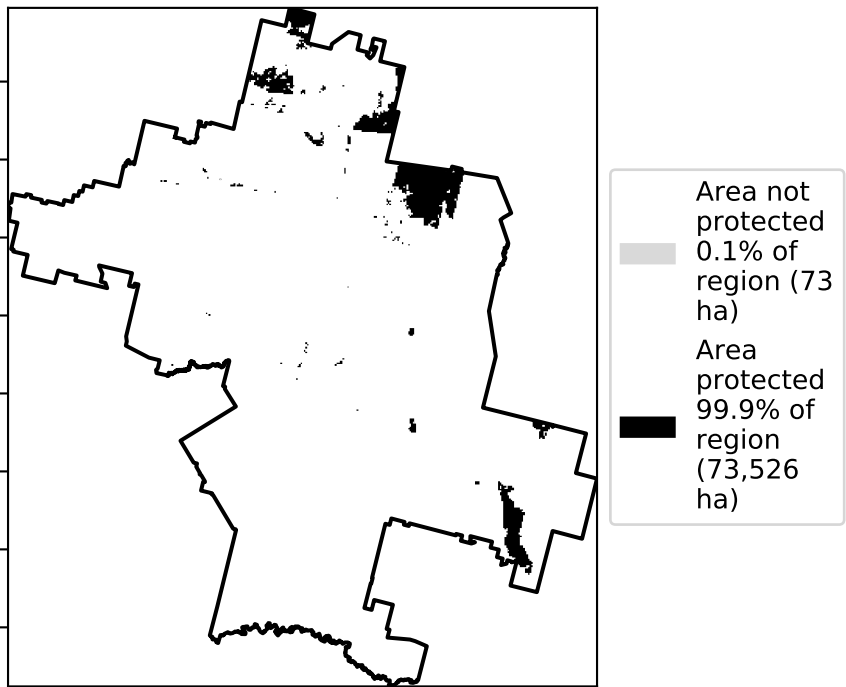 Area not
protected
0.1% of
region (73
ha)
Area
protected
99.9% of
region
(73,526
ha)